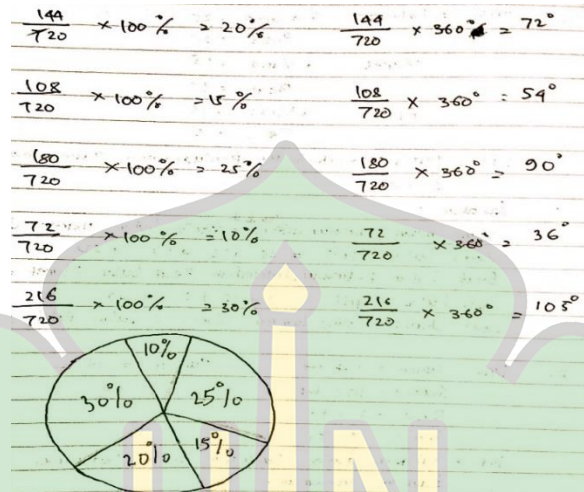 144/720 × 100% = 20% 144/720 × 360° = 72°
108/720 × 100% = 15% 108/720 × 360° = 54°
180/720 × 100% = 25% 180/720 × 360° = 90°
72/720 × 100% = 10% 72/720 × 360° = 36°
216/720 × 100% = 30% 216/720 × 360° = 105°
10%
30% 25%
20% 15%
UIN